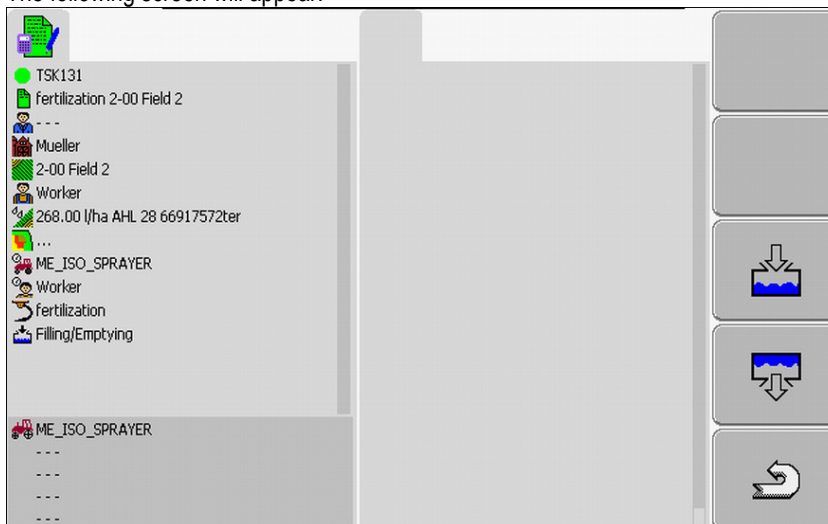 The following screen will appear:
TSK131
fertilization 2-00 Field 2
- - -
Mueller
2-00 Field 2
Worker
268.00 l/ha AHL 28 66917572ter
...
ME_ISO_SPRAYER
Worker
fertilization
Filling/Emptying
ME_ISO_SPRAYER
- - -
- - -
- - -
- - -